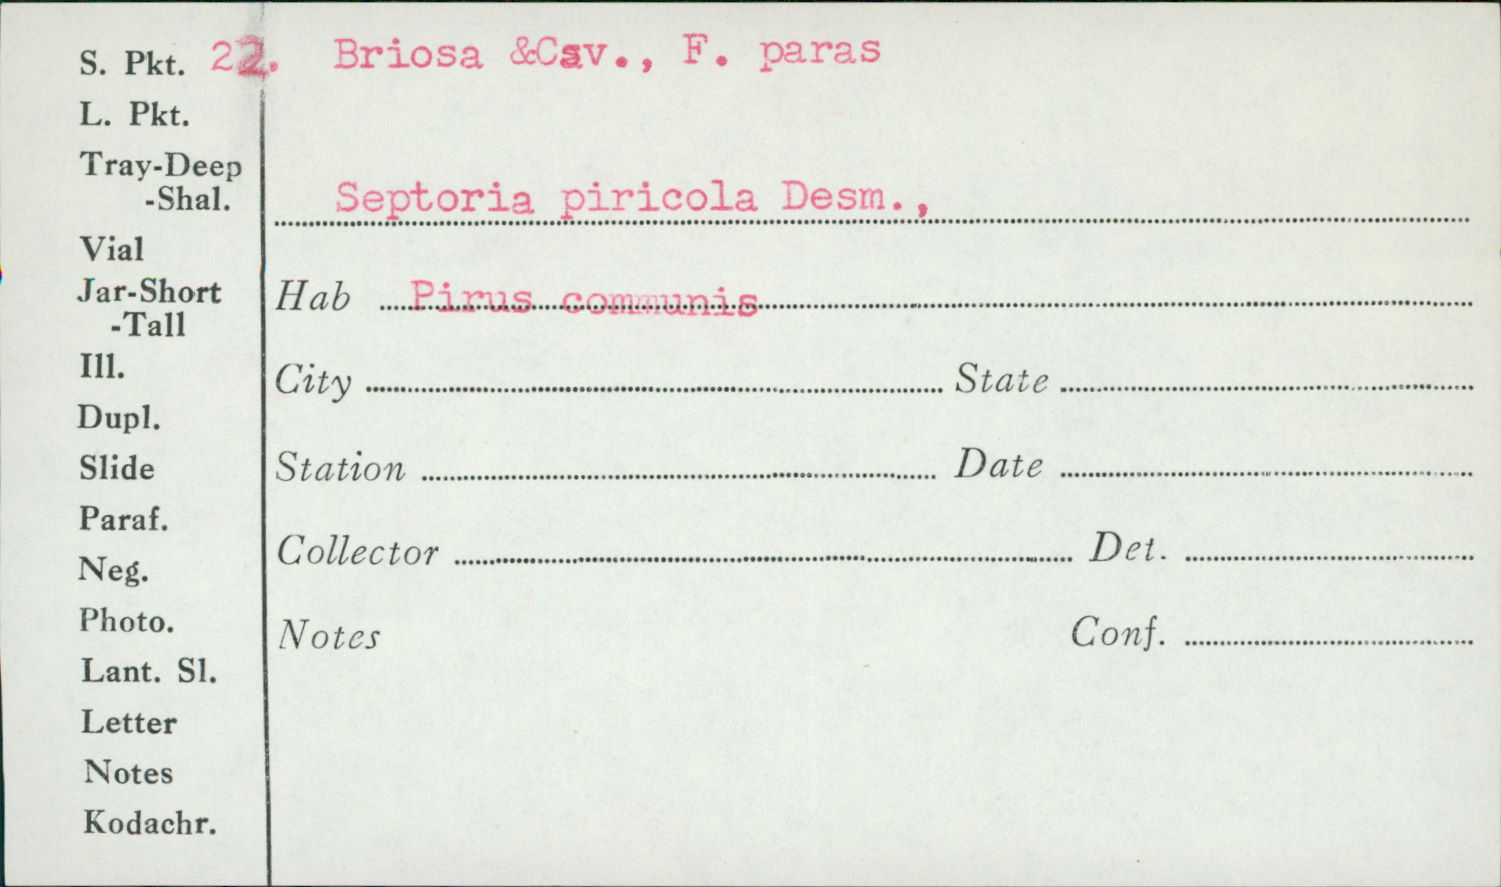 S. Pkt. 22. Briosa &Cav., F. paras
L. Pkt.
Tray-Deep
-Shal.
Septoria piricola Desm.,
Vial
Jar-Short
-Tall
Hab Pirus communis
Ill.
City State
Dupl.
Slide
Station Date
Paraf.
Collector Det.
Neg.
Photo.
Notes Conf.
Lant. Sl.
Letter
Notes
Kodachr.